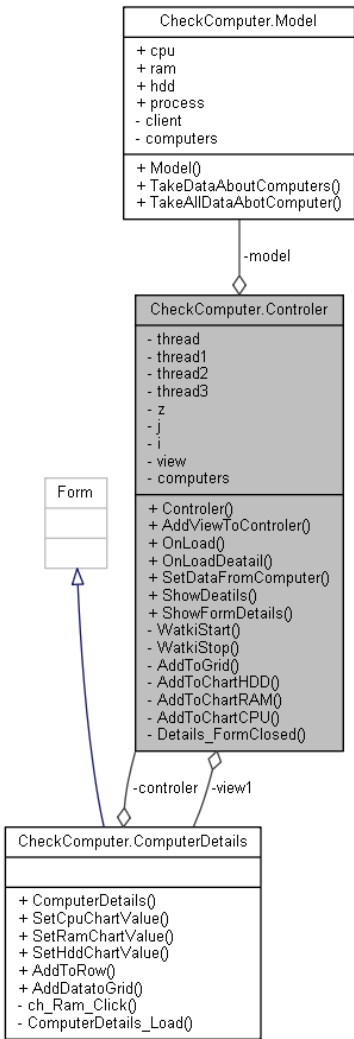 CheckComputer.Model
+ cpu
+ ram
+ hdd
+ process
- client
- computers
+ Model()
+ TakeDataAboutComputers()
+ TakeAllDataAbotComputer()
-model
CheckComputer.Controler
- thread
- thread1
- thread2
- thread3
- z
- j
- i
- view
- computers
+ Controler()
+ AddViewToControler()
+ OnLoad()
+ OnLoadDeatail()
+ SetDataFromComputer()
+ ShowDeatils()
+ ShowFormDetails()
- WatkiStart()
- WatkiStop()
- AddToGrid()
- AddToChartHDD()
- AddToChartRAM()
- AddToChartCPU()
- Details_FormClosed()
Form
-controler
-view1
CheckComputer.ComputerDetails
+ ComputerDetails()
+ SetCpuChartValue()
+ SetRamChartValue()
+ SetHddChartValue()
+ AddToRow()
+ AddDatatoGrid()
- ch_Ram_Click()
- ComputerDetails_Load()